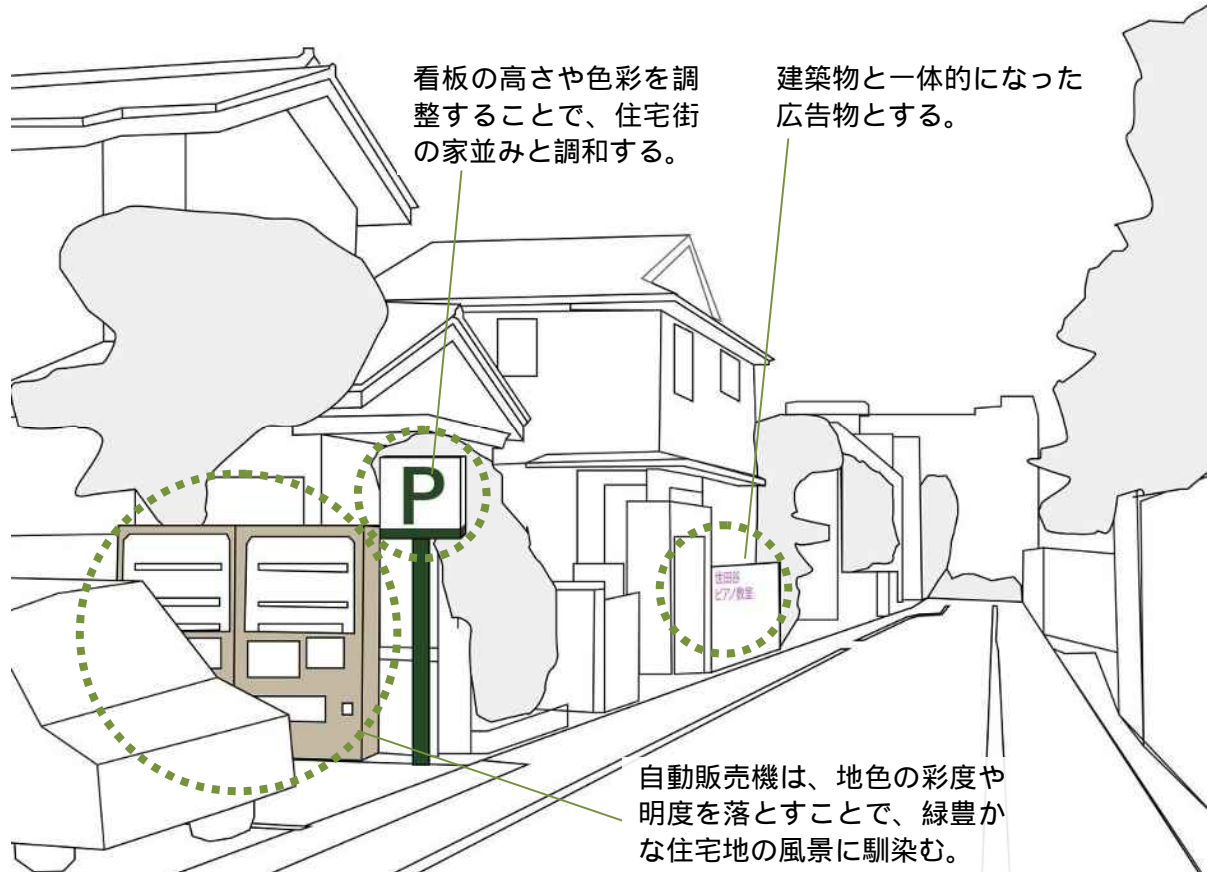 看板の高さや色彩を調
整することで、住宅街
の家並みと調和する。
建築物と一体的になった
広告物とする。
P
世田谷
ピアノ教室
自動販売機は、地色の彩度や
明度を落とすことで、緑豊か
な住宅地の風景に馴染む。